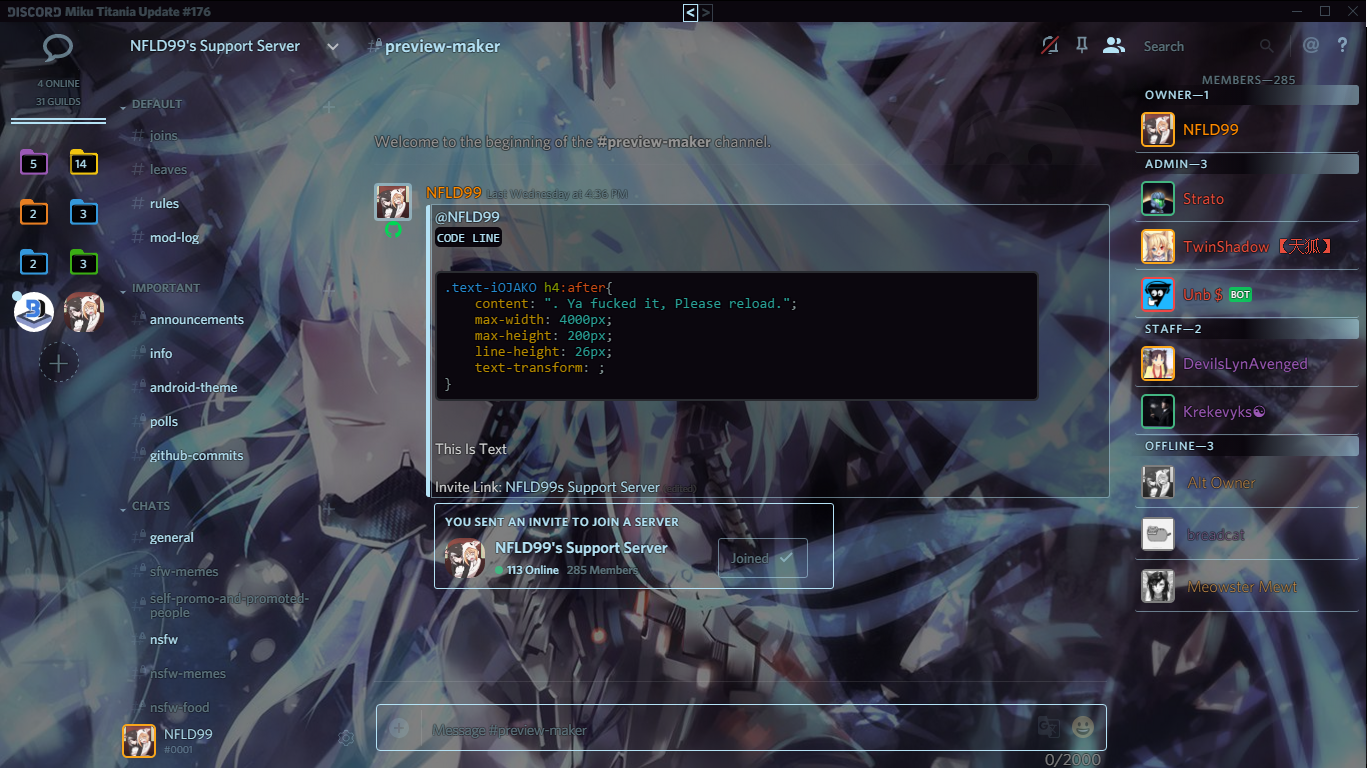 DISCORD Miku Titania Update #176
< >
NFLD99's Support Server
preview-maker
Search
@ ?
4 ONLINE
31 GUILDS
5
14
2
3
2
3
DEFAULT
# joins
# leaves
# rules
# mod-log
IMPORTANT
# announcements
# info
# android-theme
# polls
# github-commits
CHATS
# general
# sfw-memes
# self-promo-and-promoted-
people
# nsfw
# nsfw-memes
# nsfw-food
NFLD99
#0001
Welcome to the beginning of the #preview-maker channel.
NFLD99 Last Wednesday at 4:36 PM
@NFLD99
CODE LINE
.text-iOJAKO h4:after{
content: ". Ya fucked it, Please reload.";
max-width: 4000px;
max-height: 200px;
line-height: 26px;
text-transform: ;
}
This Is Text
Invite Link: NFLD99s Support Server (edited)
YOU SENT AN INVITE TO JOIN A SERVER
NFLD99's Support Server
113 Online 285 Members
Joined
Message #preview-maker
0/2000
MEMBERS—285
OWNER—1
NFLD99
ADMIN—3
Strato
TwinShadow 【天狐】
Unb $ BOT
STAFF—2
DevilsLynAvenged
Krekevyks☯
OFFLINE—3
Alt Owner
breadcat
Meowster Mewt